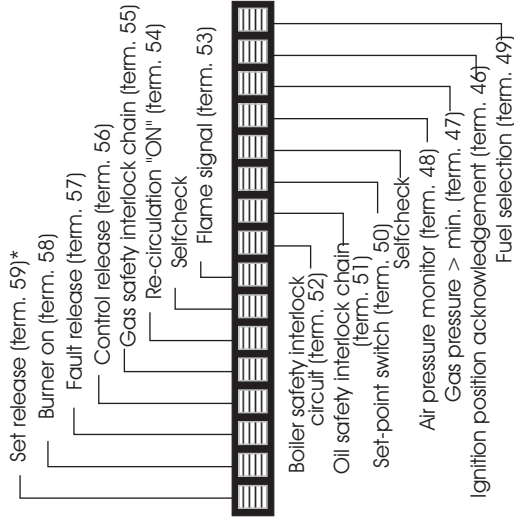 Set release (term. 59)*
Burner on (term. 58)
Fault release (term. 57)
Control release (term. 56)
Gas safety interlock chain (term. 55)
Re-circulation "ON" (term. 54)
Selfcheck
Flame signal (term. 53)
Boiler safety interlock
circuit (term. 52)
Oil safety interlock chain
(term. 51)
Set-point switch (term. 50)
Selfcheck
Air pressure monitor (term. 48)
Gas pressure > min. (term. 47)
Ignition position acknowledgement (term. 46)
Fuel selection (term. 49)